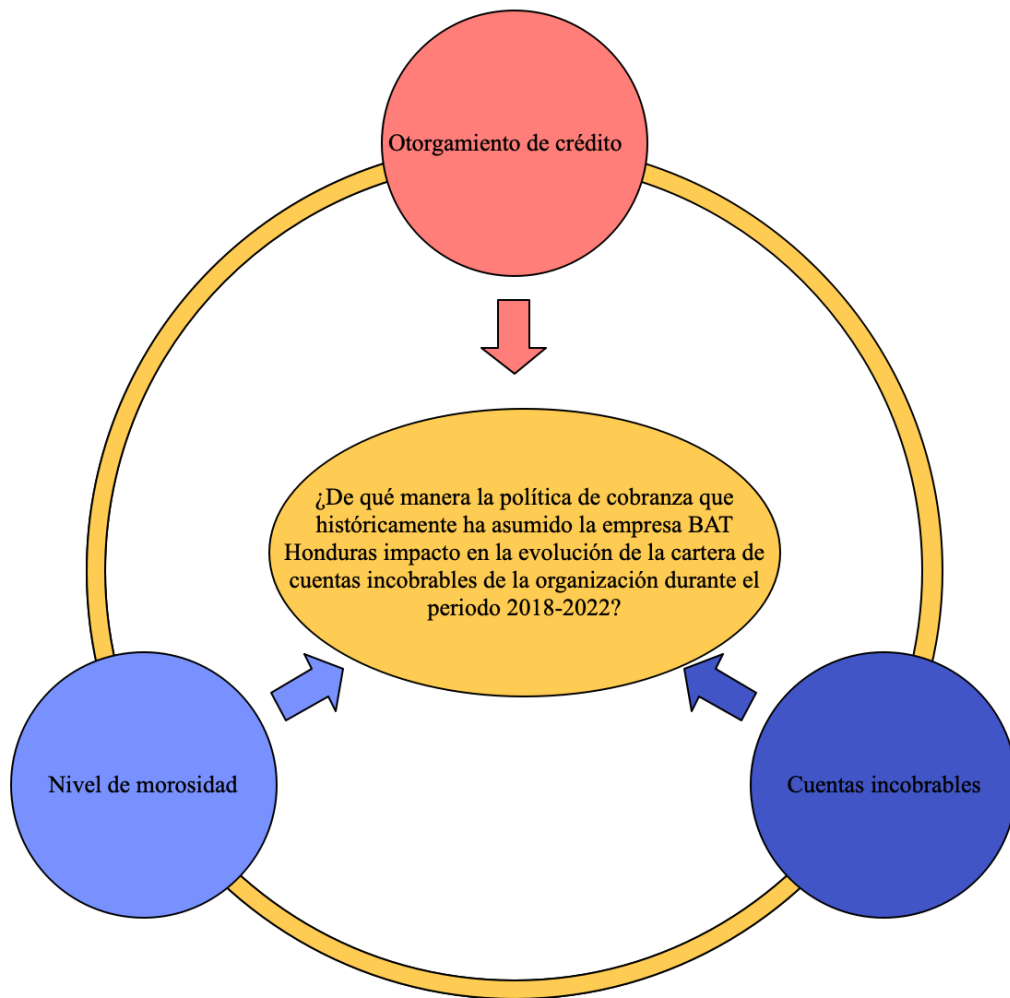 Otorgamiento de crédito
¿De qué manera la política de cobranza que
históricamente ha asumido la empresa BAT
Honduras impacto en la evolución de la cartera de
cuentas incobrables de la organización durante el
periodo 2018-2022?
Nivel de morosidad
Cuentas incobrables